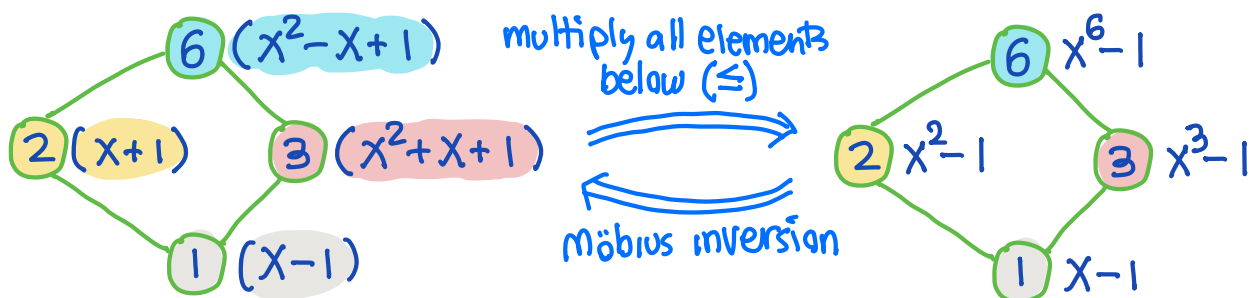 6 (x²-x+1)
2 (x+1)
3 (x²+x+1)
1 (x-1)
multiply all elements
below (≤)
Möbius inversion
6 x⁶-1
2 x²-1
3 x³-1
1 x-1